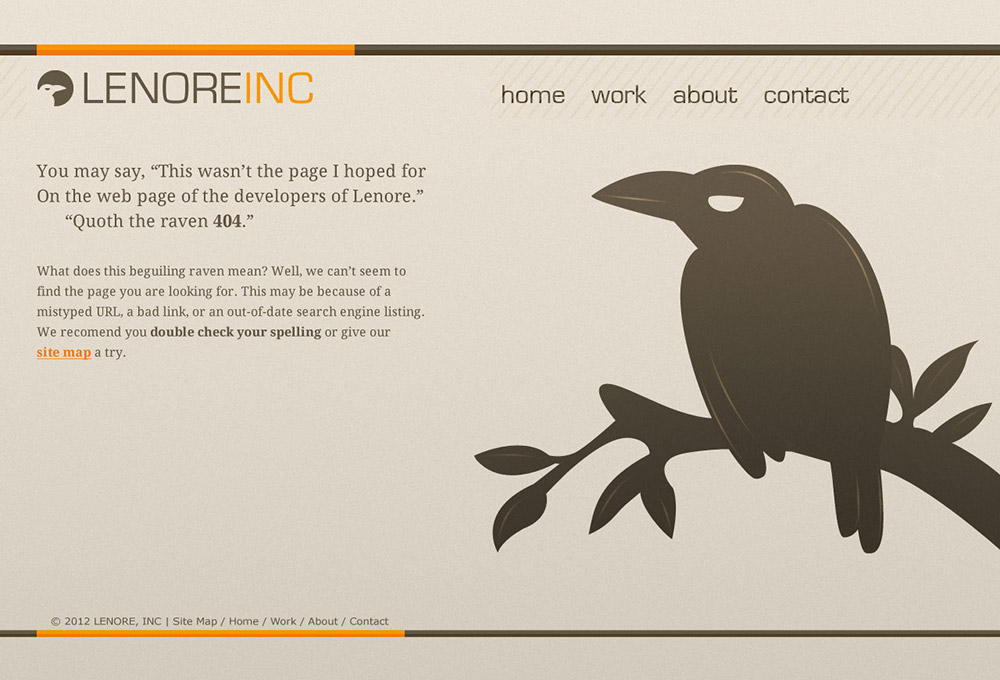 LENOREINC
home work about contact
You may say, “This wasn’t the page I hoped for
On the web page of the developers of Lenore.”
“Quoth the raven 404.”
What does this beguiling raven mean? Well, we can’t seem to
find the page you are looking for. This may be because of a
mistyped URL, a bad link, or an out-of-date search engine listing.
We recomend you double check your spelling or give our
site map a try.
© 2012 LENORE, INC | Site Map / Home / Work / About / Contact